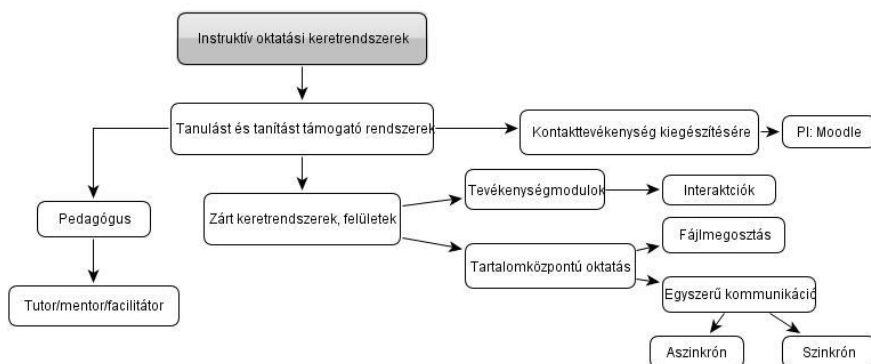 Instruktív oktatási keretrendszerek
Tanulást és tanítást támogató rendszerek
Kontakttevékenység kiegészítésére
Pl: Moodle
Tevékenységmodulok
Interaktciók
Pedagógus
Zárt keretrendszerek, felületek
Fájlmegosztás
Tartalomközpontú oktatás
Egyszerű kommunikáció
Tutor/mentor/facilitátor
Aszinkrón
Szinkrón